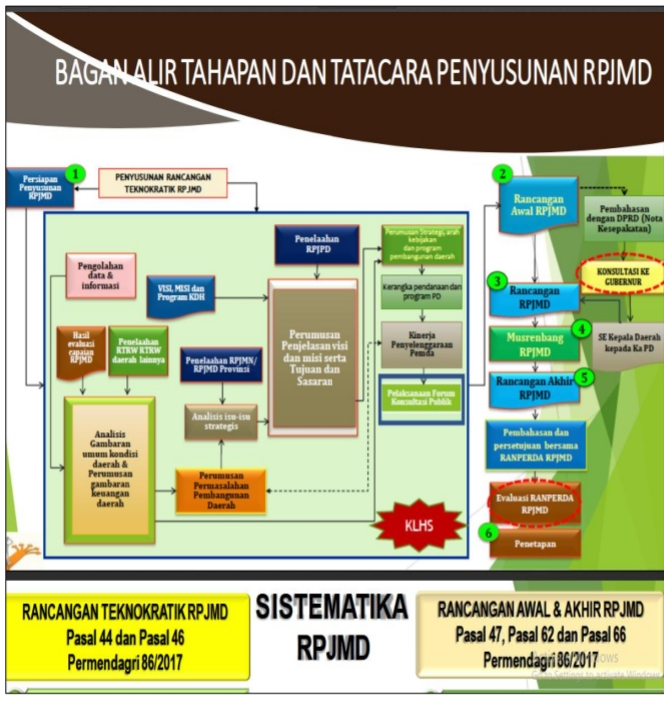 BAGAN ALIR TAHAPAN DAN TATACARA PENYUSUNAN RPJMD
1
Persiapan
Penyusunan
RPJMD
PENYUSUNAN RANCANGAN
TEKNOKRATIK RPJMD
Pengolahan
data &
informasi
Hasil
evaluasi
capaian
RPJMD
Penelaahan
RTRW RTRW
daerah lainnya
Analisis
Gambaran
umum kondisi
daerah &
Perumusan
gambaran
keuangan
daerah
VISI, MISI dan
Program KDH
Penelaahan
RPJPD
Penelaahan RPJMN/
RPJMD Provinsi
Analisis isu-isu
strategis
Perumusan
Permasalahan
Pembangunan
Daerah
Perumusan
Penjelasan visi
dan misi serta
Tujuan dan
Sasaran
Perumusan Strategi, arah
kebijakan
dan program
pembangunan daerah
Kerangka pendanaan dan
program PD
Kinerja
Penyelenggaraan
Pemda
Pelaksanaan Forum
Konsultasi Publik
KLHS
2
Rancangan
Awal RPJMD
Pembahasan
dengan DPRD (Nota
Kesepakatan)
KONSULTASI KE
GUBERNUR
3
Rancangan
RPJMD
SE Kepala Daerah
kepada Ka PD
Musrenbang
RPJMD
4
Rancangan Akhir
RPJMD
5
Pembahasan dan
persetujuan bersama
RANPERDA RPJMD
Evaluasi RANPERDA
RPJMD
6
Penetapan
RANCANGAN TEKNOKRATIK RPJMD
Pasal 44 dan Pasal 46
Permendagri 86/2017
SISTEMATIKA
RPJMD
RANCANGAN AWAL & AKHIR RPJMD
Pasal 47, Pasal 62 dan Pasal 66
Permendagri 86/2017
Go to Settings to activate Windows